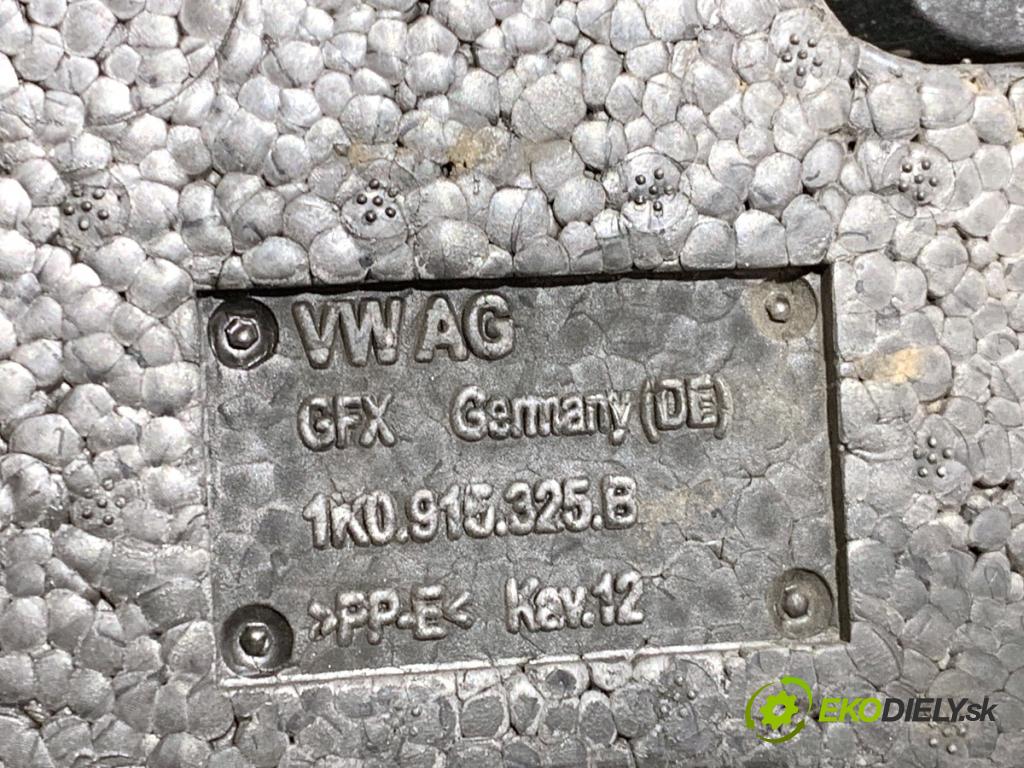 VW AG
GFX Germany (DE)
1K0.915.325.B
>PP-E< Kav.12
EKODIELY.sk